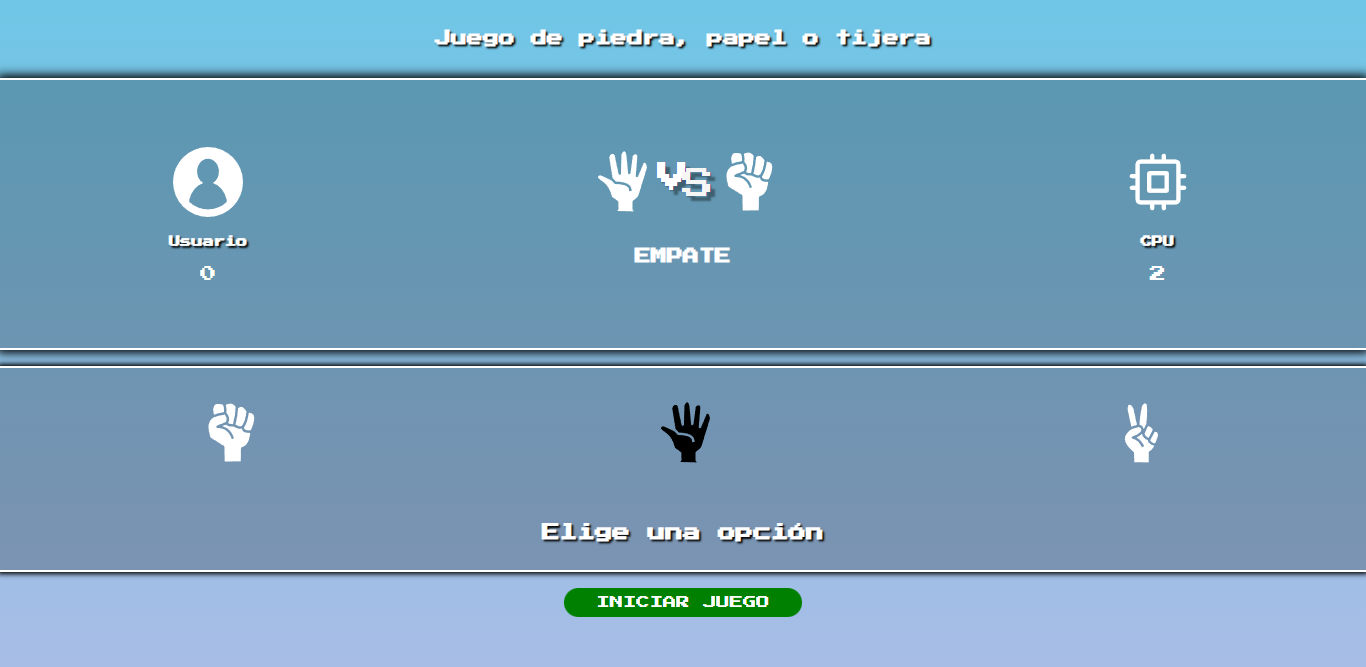 Juego de piedra, papel o tijera
VS
Usuario
CPU
EMPATE
0
2
Elige una opción
INICIAR JUEGO